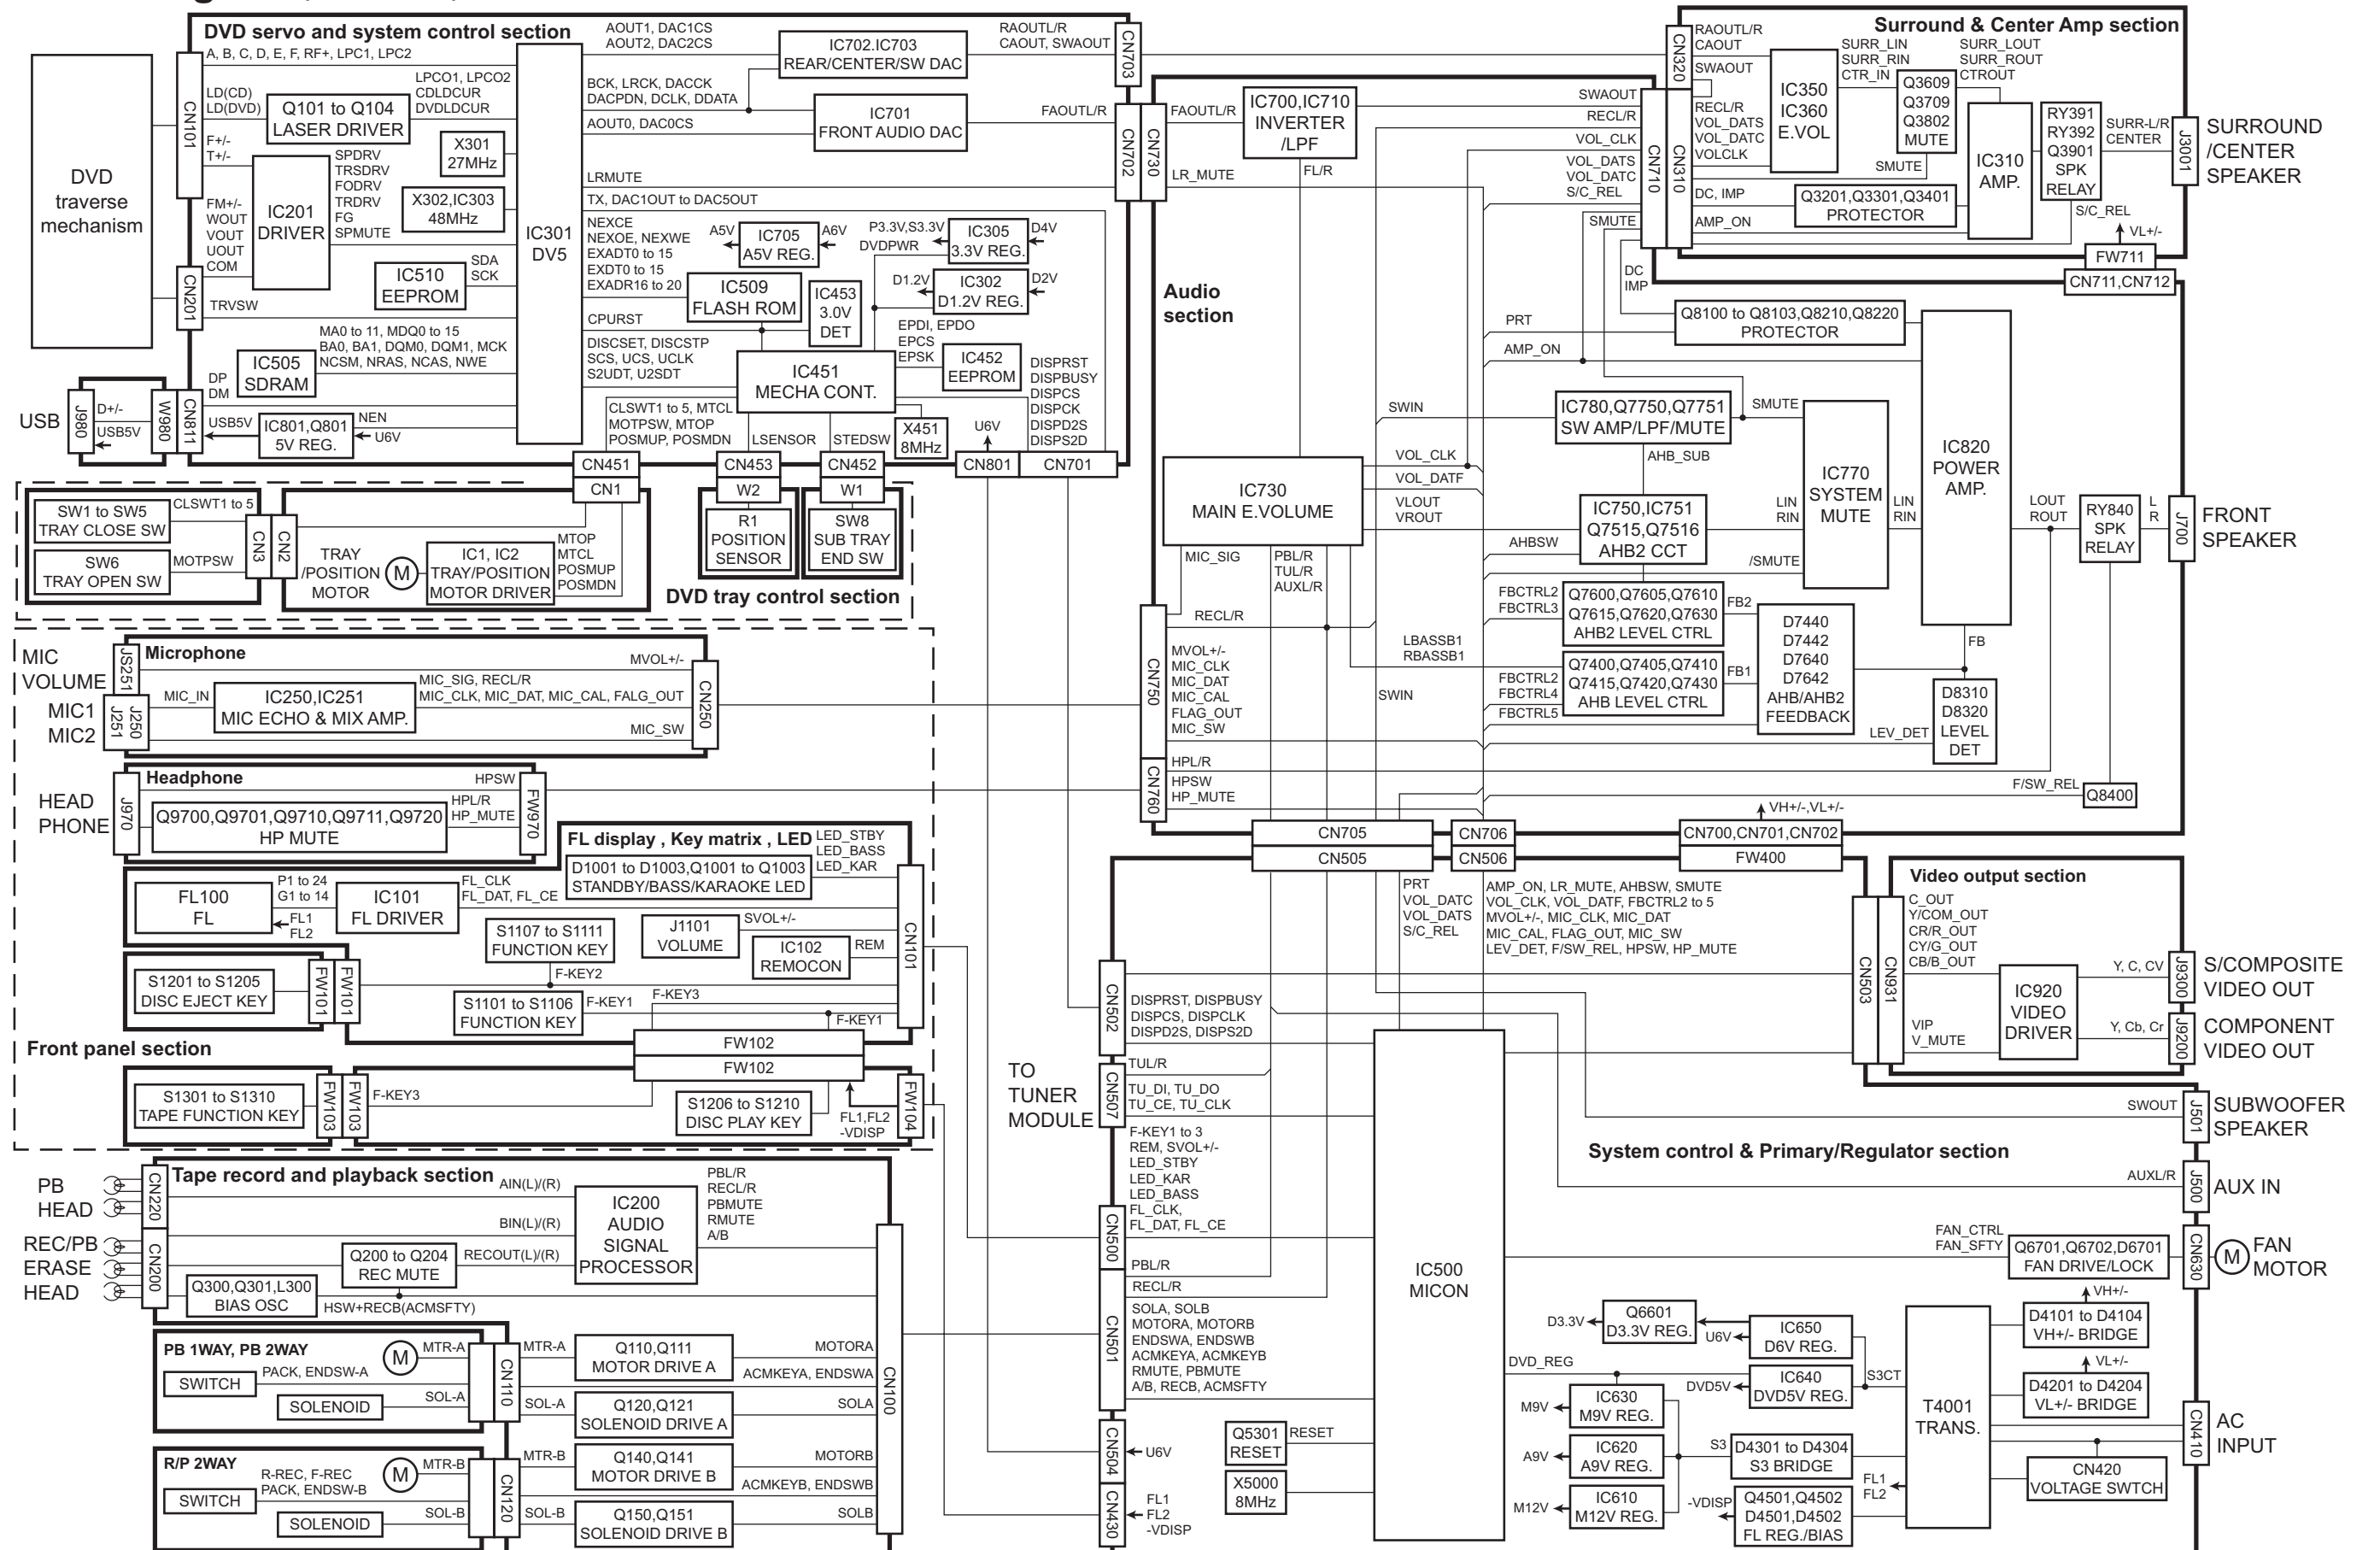 DVD servo and system control section
A, B, C, D, E, F, RF+, LPC1, LPC2
DVD
traverse
mechanism
CN101
LD(CD)
LD(DVD)
Q101 to Q104
LASER DRIVER
LPCO1, LPCO2
CDLDCUR
DVDLDCUR
F+/-
T+/-
X301
27MHz
SPDRV
TRSDRV
FODRV
TRDRV
FG
SPMUTE
IC201
DRIVER
X302,IC303
48MHz
FM+/-
WOUT
VOUT
UOUT
COM
IC510
EEPROM
SDA
SCK
CN201
TRVSW
MA0 to 11, MDQ0 to 15
BA0, BA1, DQM0, DQM1, MCK
NCSM, NRAS, NCAS, NWE
IC505
SDRAM
DP
DM
USB
J980
D+/-
USB5V
W980
CN811
USB5V
IC801,Q801
5V REG.
NEN
U6V
IC301
DV5
AOUT1, DAC1CS
AOUT2, DAC2CS
IC702.IC703
REAR/CENTER/SW DAC
RAOUTL/R
CAOUT, SWAOUT
CN703
BCK, LRCK, DACCK
DACPDN, DCLK, DDATA
IC701
FRONT AUDIO DAC
FAOUTL/R
AOUT0, DAC0CS
CN702
LRMUTE
TX, DAC1OUT to DAC5OUT
NEXCE
NEXOE, NEXWE
EXADT0 to 15
EXDT0 to 15
EXADR16 to 20
A5V
IC705
A5V REG.
A6V
P3.3V,S3.3V
DVDPWR
IC305
3.3V REG.
D4V
IC509
FLASH ROM
IC453
3.0V
DET
D1.2V
IC302
D1.2V REG.
D2V
CPURST
EPDI, EPDO
EPCS
EPSK
IC452
EEPROM
DISCSET, DISCSTP
SCS, UCS, UCLK
S2UDT, U2SDT
IC451
MECHA CONT.
DISPRST
DISPBUSY
DISPCS
DISPCK
DISPD2S
DISPS2D
CLSWT1 to 5, MTCL
MOTPSW, MTOP
POSMUP, POSMDN
LSENSOR
STEDSW
X451
8MHz
U6V
CN451
CN453
CN452
CN801
CN701
CN1
W2
W1
SW1 to SW5
TRAY CLOSE SW
CLSWT1 to 5
SW6
TRAY OPEN SW
MOTPSW
CN3
CN2
TRAY
/POSITION
MOTOR
M
IC1, IC2
TRAY/POSITION
MOTOR DRIVER
MTOP
MTCL
POSMUP
POSMDN
R1
POSITION
SENSOR
SW8
SUB TRAY
END SW
DVD tray control section
MIC
VOLUME
JS251
Microphone
MVOL+/-
MIC1
MIC2
J250
J251
MIC_IN
IC250,IC251
MIC ECHO & MIX AMP.
MIC_SIG, RECL/R
MIC_CLK, MIC_DAT, MIC_CAL, FALG_OUT
MIC_SW
CN250
HEAD
PHONE
J970
Headphone
HPSW
Q9700,Q9701,Q9710,Q9711,Q9720
HP MUTE
HPL/R
HP_MUTE
FW970
FL display , Key matrix , LED
D1001 to D1003,Q1001 to Q1003
STANDBY/BASS/KARAOKE LED
LED_STBY
LED_BASS
LED_KAR
FL100
FL
P1 to 24
G1 to 14
FL1
FL2
IC101
FL DRIVER
FL_CLK
FL_DAT, FL_CE
S1107 to S1111
FUNCTION KEY
J1101
VOLUME
SVOL+/-
IC102
REMOCON
REM
CN101
S1201 to S1205
DISC EJECT KEY
FW101
FW101
F-KEY2
S1101 to S1106
FUNCTION KEY
F-KEY1
F-KEY3
F-KEY1
FW102
FW102
Front panel section
S1301 to S1310
TAPE FUNCTION KEY
FW103
FW103
F-KEY3
S1206 to S1210
DISC PLAY KEY
FL1,FL2
-VDISP
FW104
Tape record and playback section
PB
HEAD
CN220
AIN(L)/(R)
BIN(L)/(R)
IC200
AUDIO
SIGNAL
PROCESSOR
PBL/R
RECL/R
PBMUTE
RMUTE
A/B
REC/PB
ERASE
HEAD
CN200
Q200 to Q204
REC MUTE
RECOUT(L)/(R)
Q300,Q301,L300
BIAS OSC
HSW+RECB(ACMSFTY)
PB 1WAY, PB 2WAY
M
MTR-A
SWITCH
PACK, ENDSW-A
SOLENOID
SOL-A
CN110
MTR-A
Q110,Q111
MOTOR DRIVE A
MOTORA
ACMKEYA, ENDSWA
SOL-A
Q120,Q121
SOLENOID DRIVE A
SOLA
R/P 2WAY
R-REC, F-REC
PACK, ENDSW-B
M
MTR-B
SWITCH
SOLENOID
SOL-B
CN120
MTR-B
Q140,Q141
MOTOR DRIVE B
MOTORB
ACMKEYB, ENDSWB
SOL-B
Q150,Q151
SOLENOID DRIVE B
SOLB
CN100
Surround & Center Amp section
CN320
RAOUTL/R
CAOUT
SWAOUT
RECL/R
VOL_DATS
VOL_DATC
VOLCLK
IC350
IC360
E.VOL
SURR_LIN
SURR_RIN
CTR_IN
Q3609
Q3709
Q3802
MUTE
SURR_LOUT
SURR_ROUT
CTROUT
SMUTE
IC310
AMP.
RY391
RY392
Q3901
SPK
RELAY
SURR-L/R
CENTER
J3001
SURROUND
/CENTER
SPEAKER
DC, IMP
Q3201,Q3301,Q3401
PROTECTOR
AMP_ON
S/C_REL
VL+/-
FW711
CN711,CN712
CN730
FAOUTL/R
LR_MUTE
IC700,IC710
INVERTER
/LPF
FL/R
SWAOUT
RECL/R
VOL_CLK
VOL_DATS
VOL_DATC
S/C_REL
SMUTE
CN710
CN310
Audio
section
DC
IMP
PRT
Q8100 to Q8103,Q8210,Q8220
PROTECTOR
AMP_ON
SWIN
IC780,Q7750,Q7751
SW AMP/LPF/MUTE
SMUTE
AHB_SUB
IC730
MAIN E.VOLUME
VOL_CLK
VOL_DATF
VLOUT
VROUT
AHBSW
IC750,IC751
Q7515,Q7516
AHB2 CCT
LIN
RIN
IC770
SYSTEM
MUTE
LIN
RIN
/SMUTE
IC820
POWER
AMP.
LOUT
ROUT
RY840
SPK
RELAY
L
R
J700
FRONT
SPEAKER
MIC_SIG
PBL/R
TUL/R
AUXL/R
RECL/R
FBCTRL2
FBCTRL3
Q7600,Q7605,Q7610
Q7615,Q7620,Q7630
AHB2 LEVEL CTRL
FB2
LBASSB1
RBASSB1
FBCTRL2
FBCTRL4
Q7400,Q7405,Q7410
Q7415,Q7420,Q7430
AHB LEVEL CTRL
FB1
FBCTRL5
D7440
D7442
D7640
D7642
AHB/AHB2
FEEDBACK
FB
D8310
D8320
LEVEL
DET
LEV_DET
CN750
MVOL+/-
MIC_CLK
MIC_DAT
MIC_CAL
FLAG_OUT
MIC_SW
SWIN
CN760
HPL/R
HPSW
HP_MUTE
F/SW_REL
Q8400
VH+/-,VL+/-
CN705
CN706
CN700,CN701,CN702
CN505
CN506
FW400
PRT
VOL_DATC
VOL_DATS
S/C_REL
AMP_ON, LR_MUTE, AHBSW, SMUTE
VOL_CLK, VOL_DATF, FBCTRL2 to 5
MVOL+/-, MIC_CLK, MIC_DAT
MIC_CAL, FLAG_OUT, MIC_SW
LEV_DET, F/SW_REL, HPSW, HP_MUTE
Video output section
CN503
CN931
C_OUT
Y/COM_OUT
CR/R_OUT
CY/G_OUT
CB/B_OUT
VIP
V_MUTE
IC920
VIDEO
DRIVER
Y, C, CV
J9300
S/COMPOSITE
VIDEO OUT
Y, Cb, Cr
J9200
COMPONENT
VIDEO OUT
CN502
DISPRST, DISPBUSY
DISPCS, DISPCLK
DISPD2S, DISPS2D
TO
TUNER
MODULE
CN507
TUL/R
TU_DI, TU_DO
TU_CE, TU_CLK
F-KEY1 to 3
REM, SVOL+/-
LED_STBY
LED_KAR
LED_BASS
FL_CLK,
FL_DAT, FL_CE
CN500
PBL/R
RECL/R
CN501
SOLA, SOLB
MOTORA, MOTORB
ENDSWA, ENDSWB
ACMKEYA, ACMKEYB
RMUTE, PBMUTE
A/B, RECB, ACMSFTY
CN504
U6V
CN430
FL1
FL2
-VDISP
Q5301
RESET
RESET
X5000
8MHz
IC500
MICON
System control & Primary/Regulator section
SWOUT
J501
SUBWOOFER
SPEAKER
AUXL/R
J500
AUX IN
FAN_CTRL
FAN_SFTY
Q6701,Q6702,D6701
FAN DRIVE/LOCK
CN630
M
FAN
MOTOR
D3.3V
Q6601
D3.3V REG.
U6V
IC650
D6V REG.
DVD_REG
DVD5V
IC640
DVD5V REG.
S3CT
M9V
IC630
M9V REG.
A9V
IC620
A9V REG.
M12V
IC610
M12V REG.
S3
D4301 to D4304
S3 BRIDGE
FL1
FL2
-VDISP
Q4501,Q4502
D4501,D4502
FL REG./BIAS
T4001
TRANS.
VH+/-
D4101 to D4104
VH+/- BRIDGE
VL+/-
D4201 to D4204
VL+/- BRIDGE
CN410
AC
INPUT
CN420
VOLTAGE SWTCH